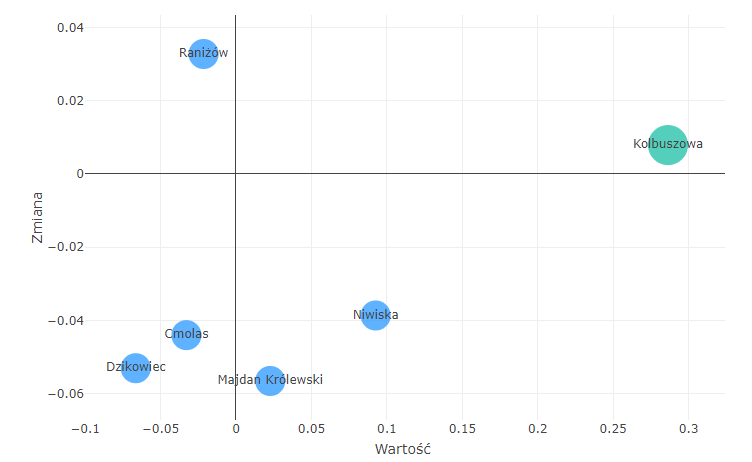 0.04
Raniżów
0.02
Kolbuszowa
0
Zmiana
−0.02
Niwiska
−0.04
Cmolas
Dzikowiec
Majdan Królewski
−0.06
−0.1
−0.05
0
0.05
0.1
0.15
0.2
0.25
0.3
Wartość